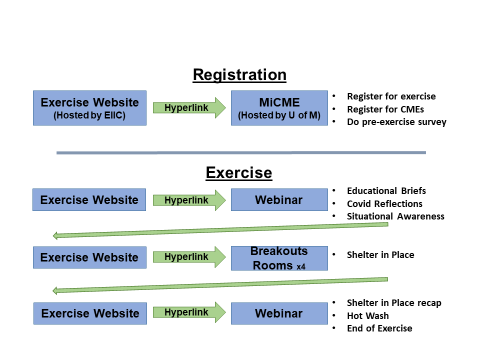 Registration
Exercise Website
(Hosted by EIIC)
Hyperlink
MiCME
(Hosted by U of M)
• Register for exercise
• Register for CMEs
• Do pre-exercise survey
Exercise
Exercise Website
Hyperlink
Webinar
• Educational Briefs
• Covid Reflections
• Situational Awareness
Exercise Website
Hyperlink
Breakouts
Rooms x4
• Shelter in Place
Exercise Website
Hyperlink
Webinar
• Shelter in Place recap
• Hot Wash
• End of Exercise